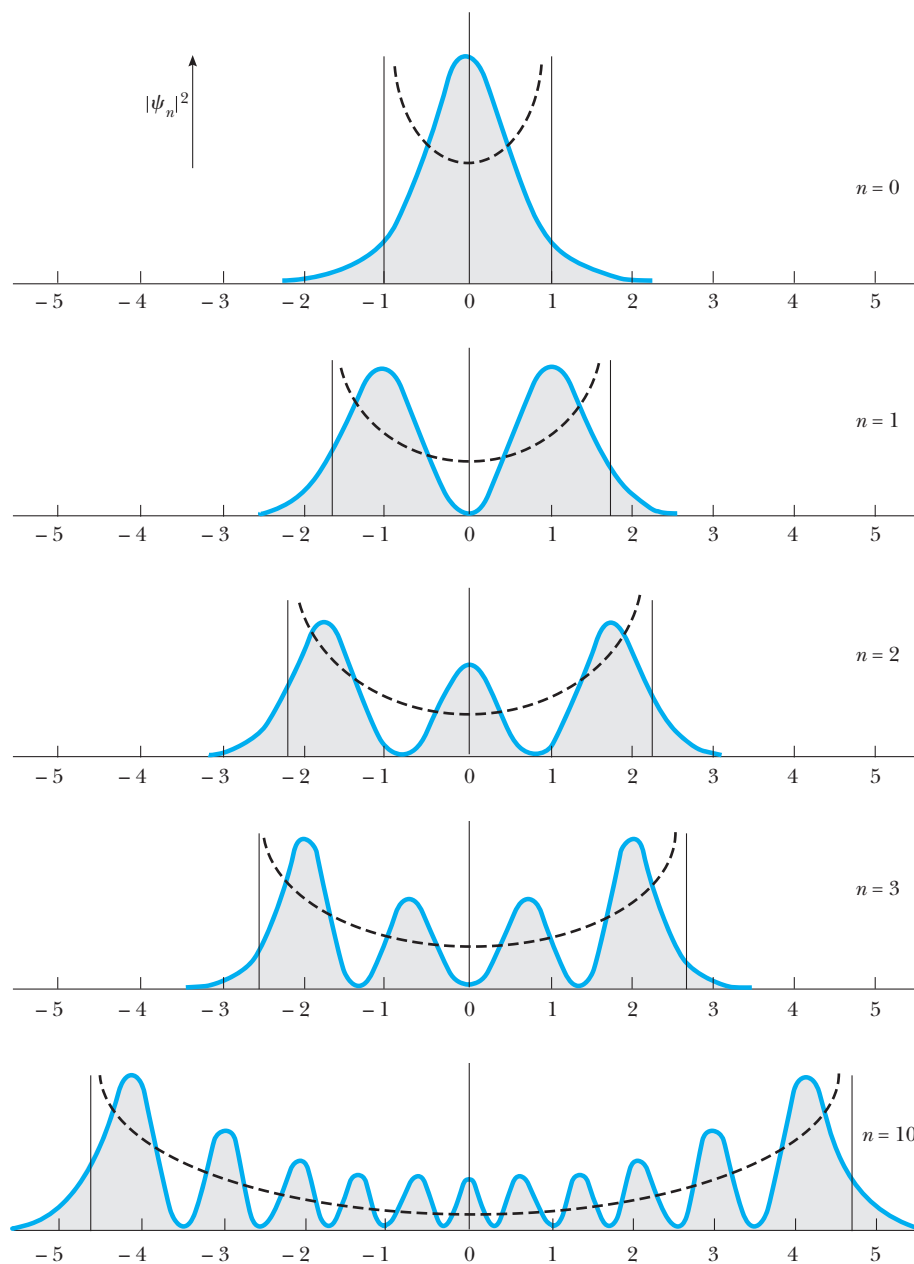 |ψₙ|²
n = 0
– 5 – 4 – 3 – 2 – 1 0 1 2 3 4 5
n = 1
– 5 – 4 – 3 – 2 – 1 0 1 2 3 4 5
n = 2
– 5 – 4 – 3 – 2 – 1 0 1 2 3 4 5
n = 3
– 5 – 4 – 3 – 2 – 1 0 1 2 3 4 5
n = 10
– 5 – 4 – 3 – 2 – 1 0 1 2 3 4 5